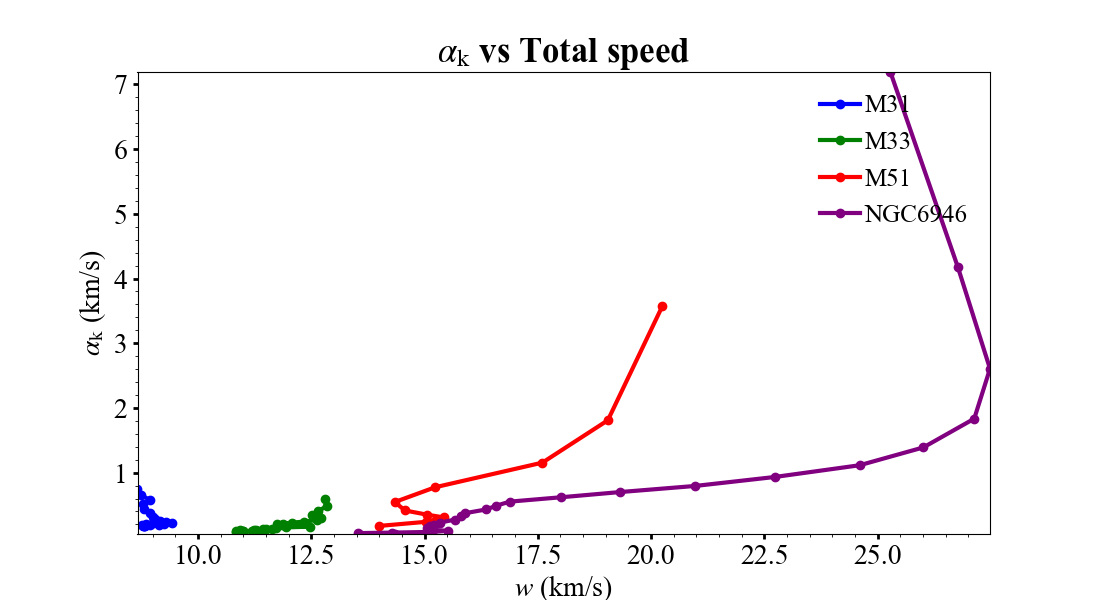 αk vs Total speed
αk (km/s)
7
6
5
4
3
2
1
M31
M33
M51
NGC6946
10.0 12.5 15.0 17.5 20.0 22.5 25.0
w (km/s)